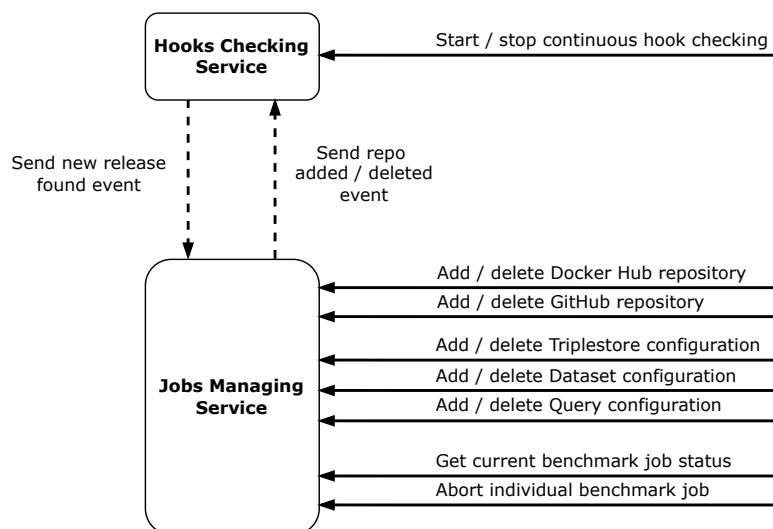 Hooks Checking
Service
Start / stop continuous hook checking
Send new release
found event
Send repo
added / deleted
event
Add / delete Docker Hub repository
Add / delete GitHub repository
Add / delete Triplestore configuration
Add / delete Dataset configuration
Add / delete Query configuration
Jobs Managing
Service
Get current benchmark job status
Abort individual benchmark job